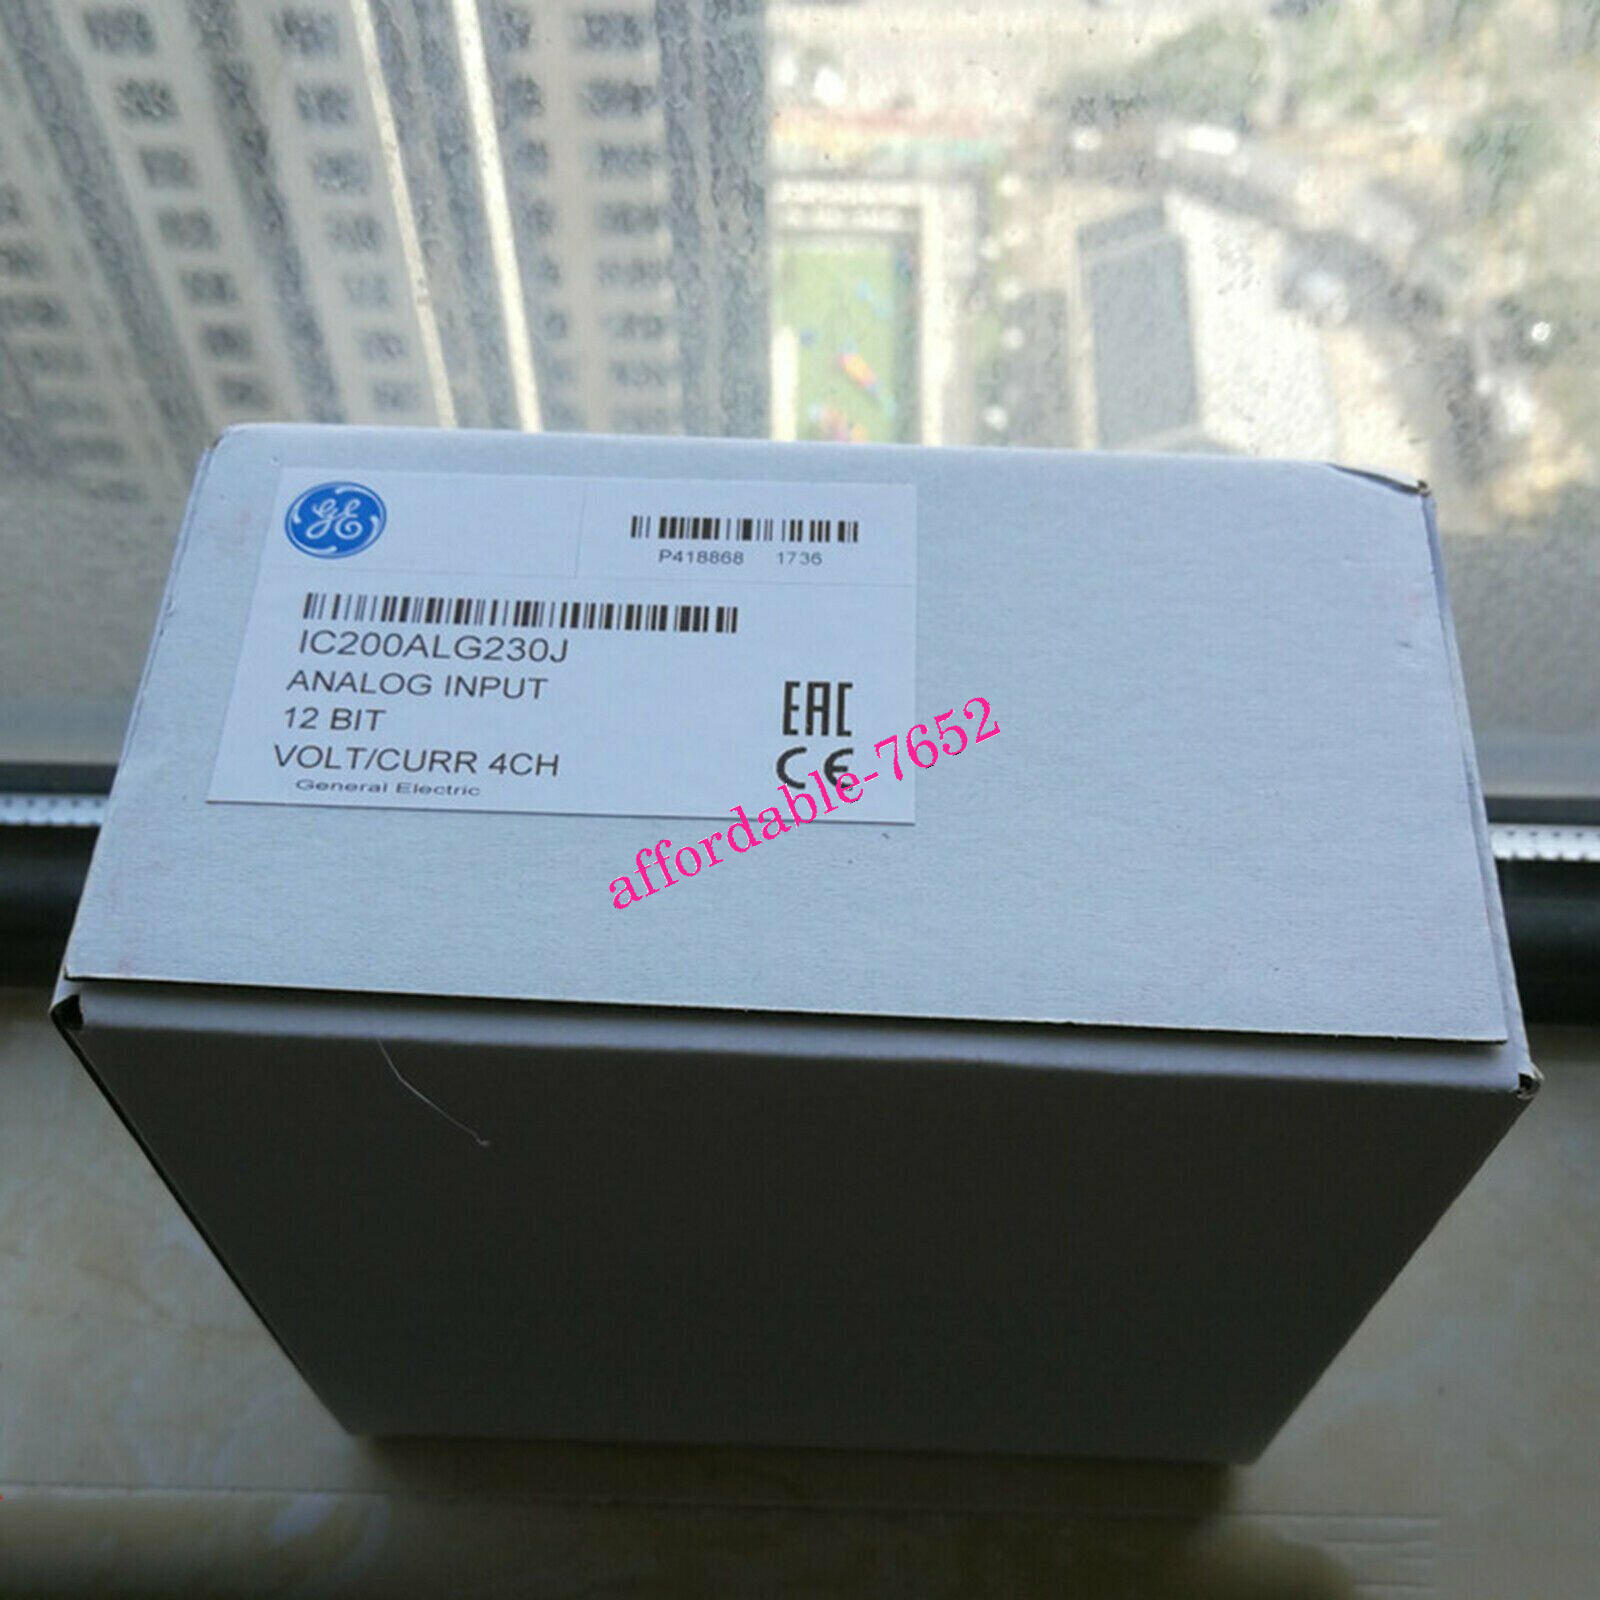 GE
P418868 1736
IC200ALG230J
ANALOG INPUT
12 BIT
VOLT/CURR 4CH
General Electric
EAC
CE
affordable-7652